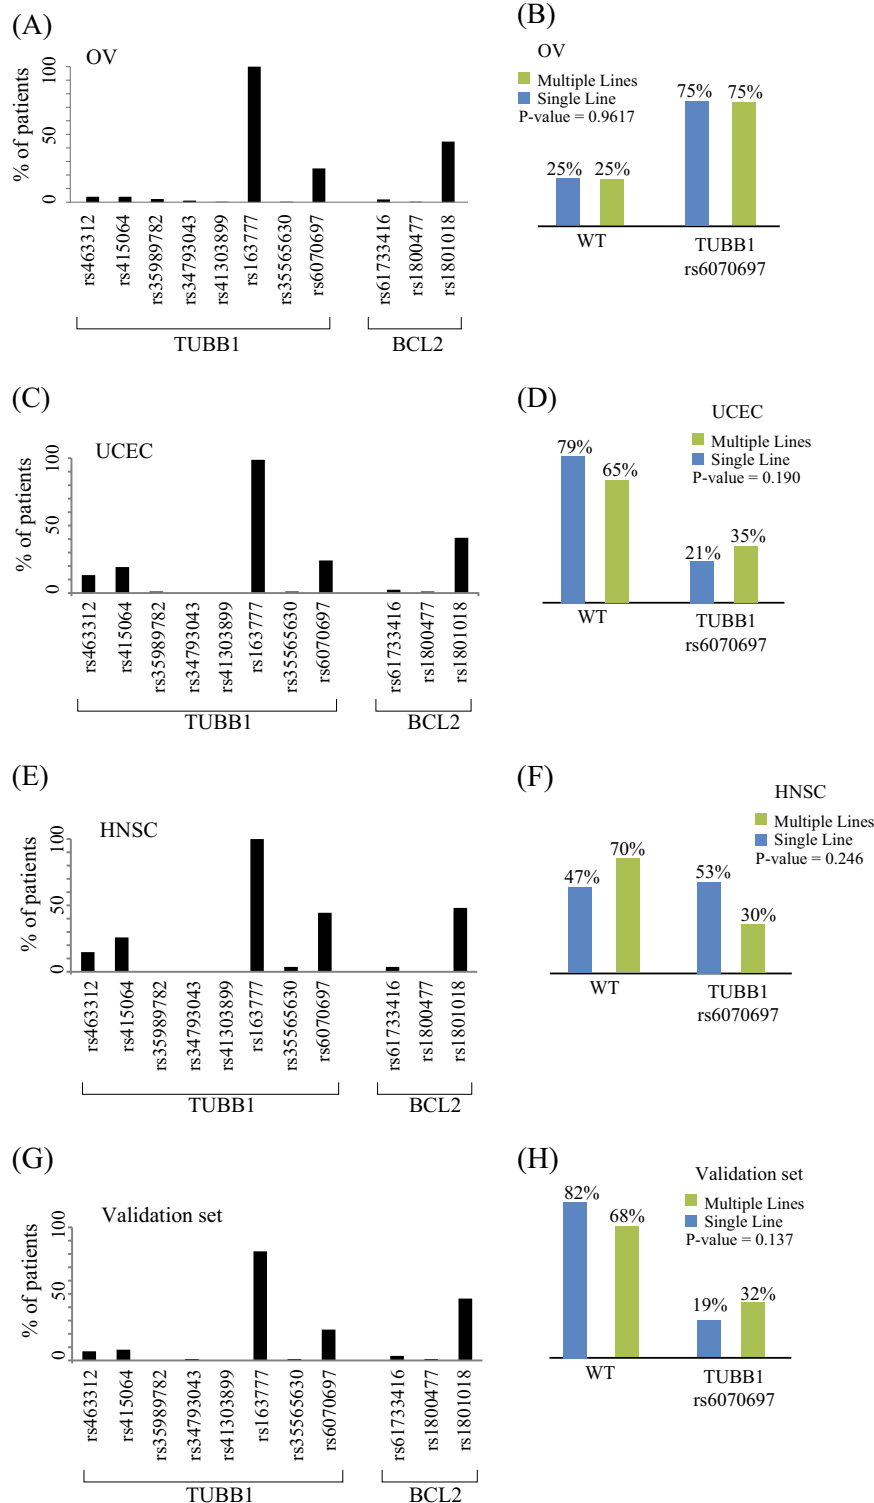 (A)
OV
% of patients
100
50
0
rs463312
rs415064
rs35989782
rs34793043
rs41303899
rs163777
rs35565630
rs6070697
rs61733416
rs1800477
rs1801018
TUBB1
BCL2
(B)
OV
Multiple Lines
Single Line
P-value = 0.9617
25%
25%
75%
75%
WT
TUBB1
rs6070697
(C)
UCEC
% of patients
100
50
0
rs463312
rs415064
rs35989782
rs34793043
rs41303899
rs163777
rs35565630
rs6070697
rs61733416
rs1800477
rs1801018
TUBB1
BCL2
(D)
UCEC
Multiple Lines
Single Line
P-value = 0.190
79%
65%
21%
35%
WT
TUBB1
rs6070697
(E)
HNSC
% of patients
100
50
0
rs463312
rs415064
rs35989782
rs34793043
rs41303899
rs163777
rs35565630
rs6070697
rs61733416
rs1800477
rs1801018
TUBB1
BCL2
(F)
HNSC
Multiple Lines
Single Line
P-value = 0.246
47%
70%
53%
30%
WT
TUBB1
rs6070697
(G)
Validation set
% of patients
100
50
0
rs463312
rs415064
rs35989782
rs34793043
rs41303899
rs163777
rs35565630
rs6070697
rs61733416
rs1800477
rs1801018
TUBB1
BCL2
(H)
Validation set
Multiple Lines
Single Line
P-value = 0.137
82%
68%
19%
32%
WT
TUBB1
rs6070697